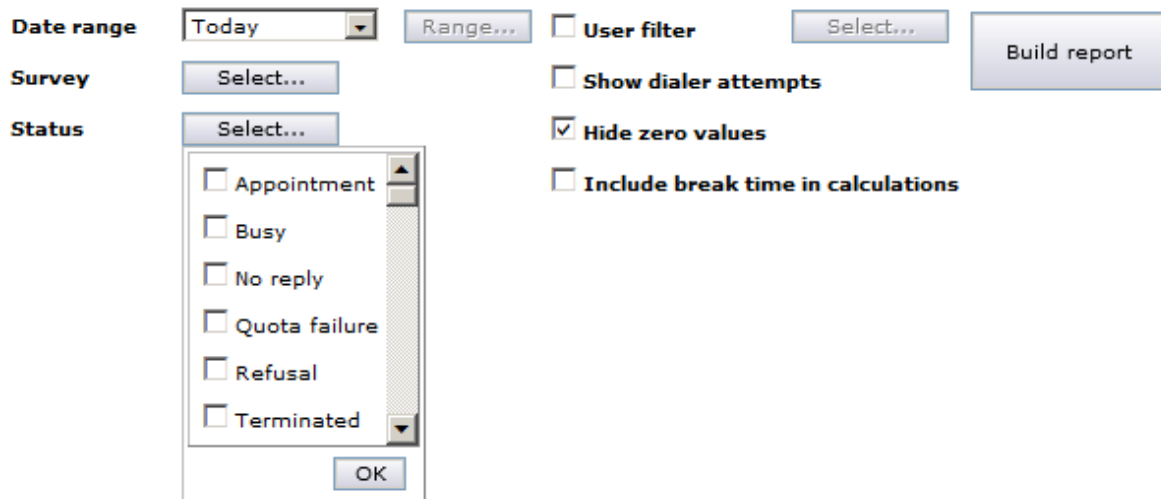 Date range Today Range... User filter Select... Build report
Survey Select... Show dialer attempts
Status Select... Hide zero values
Appointment Include break time in calculations
Busy
No reply
Quota failure
Refusal
Terminated
OK